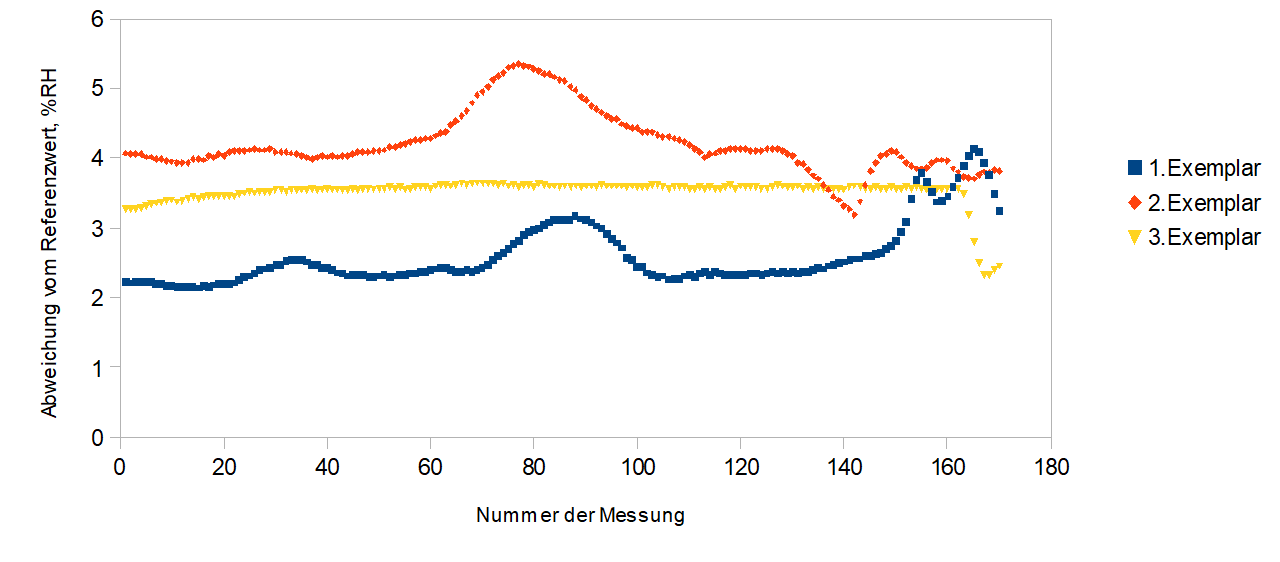 Abweichung vom Referenzwert, %RH
6
5
4
3
2
1
0
0 20 40 60 80 100 120 140 160 180
Nummer der Messung
1.Exemplar
2.Exemplar
3.Exemplar